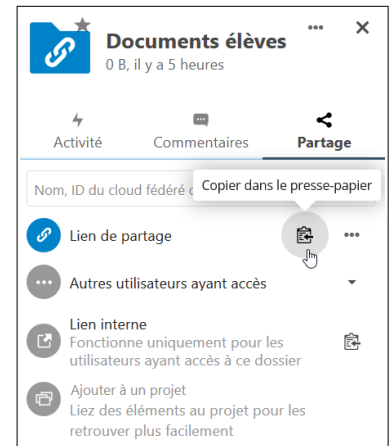 Documents élèves
0 B, il y a 5 heures
Activité
Commentaires
Partage
Nom, ID du cloud fédéré
Copier dans le presse-papier
Lien de partage
Autres utilisateurs ayant accès
Lien interne
Fonctionne uniquement pour les
utilisateurs ayant accès à ce dossier
Ajouter à un projet
Liez des éléments au projet pour les
retrouver plus facilement